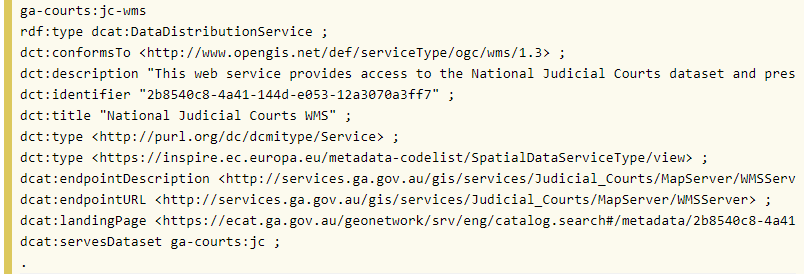 ga-courts:jc-wms
rdf:type dcat:DataDistributionService ;
dct:conformsTo <http://www.opengis.net/def/serviceType/ogc/wms/1.3> ;
dct:description "This web service provides access to the National Judicial Courts dataset and pres
dct:identifier "2b8540c8-4a41-144d-e053-12a3070a3ff7" ;
dct:title "National Judicial Courts WMS" ;
dct:type <http://purl.org/dc/dcmitype/Service> ;
dct:type <https://inspire.ec.europa.eu/metadata-codelist/SpatialDataServiceType/view> ;
dcat:endpointDescription <http://services.ga.gov.au/gis/services/Judicial_Courts/MapServer/WMSServ
dcat:endpointURL <http://services.ga.gov.au/gis/services/Judicial_Courts/MapServer/WMSServer> ;
dcat:landingPage <https://ecat.ga.gov.au/geonetwork/srv/eng/catalog.search#/metadata/2b8540c8-4a41
dcat:servesDataset ga-courts:jc ;
.